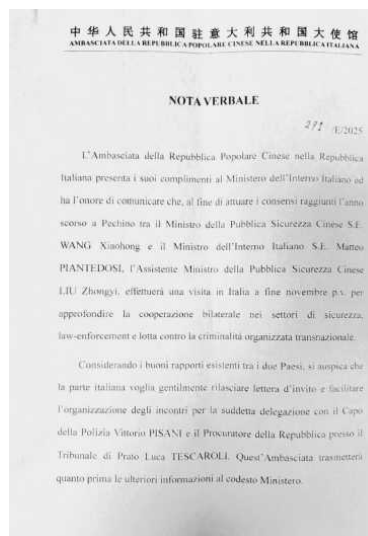 中华人民共和国驻意大利共和国大使馆
AMBASCIATA DELLA REPUBBLICA POPOLARE CINESE NELLA REPUBBLICA ITALIANA
NOTA VERBALE
291 /E/2025
L'Ambasciata della Repubblica Popolare Cinese nella Repubblica
Italiana presenta i suoi complimenti al Ministero dell'Interno Italiano ed
ha l'onore di comunicare che, al fine di attuare i consensi raggiunti l'anno
scorso a Pechino tra il Ministro della Pubblica Sicurezza Cinese S.E.
WANG Xiaohong e il Ministro dell'Interno Italiano S.E. Matteo
PIANTEDOSI, l'Assistente Ministro della Pubblica Sicurezza Cinese
LIU Zhongyi, effettuerà una visita in Italia a fine novembre p.v. per
approfondire la cooperazione bilaterale nei settori di sicurezza,
law-enforcement e lotta contro la criminalità organizzata transnazionale.
Considerando i buoni rapporti esistenti tra i due Paesi, si auspica che
la parte italiana voglia gentilmente rilasciare lettera d'invito e facilitare
l'organizzazione degli incontri per la suddetta delegazione con il Capo
della Polizia Vittorio PISANI e il Procuratore della Repubblica presso il
Tribunale di Prato Luca TESCAROLI. Quest'Ambasciata trasmetterà
quanto prima le ulteriori informazioni al codesto Ministero.